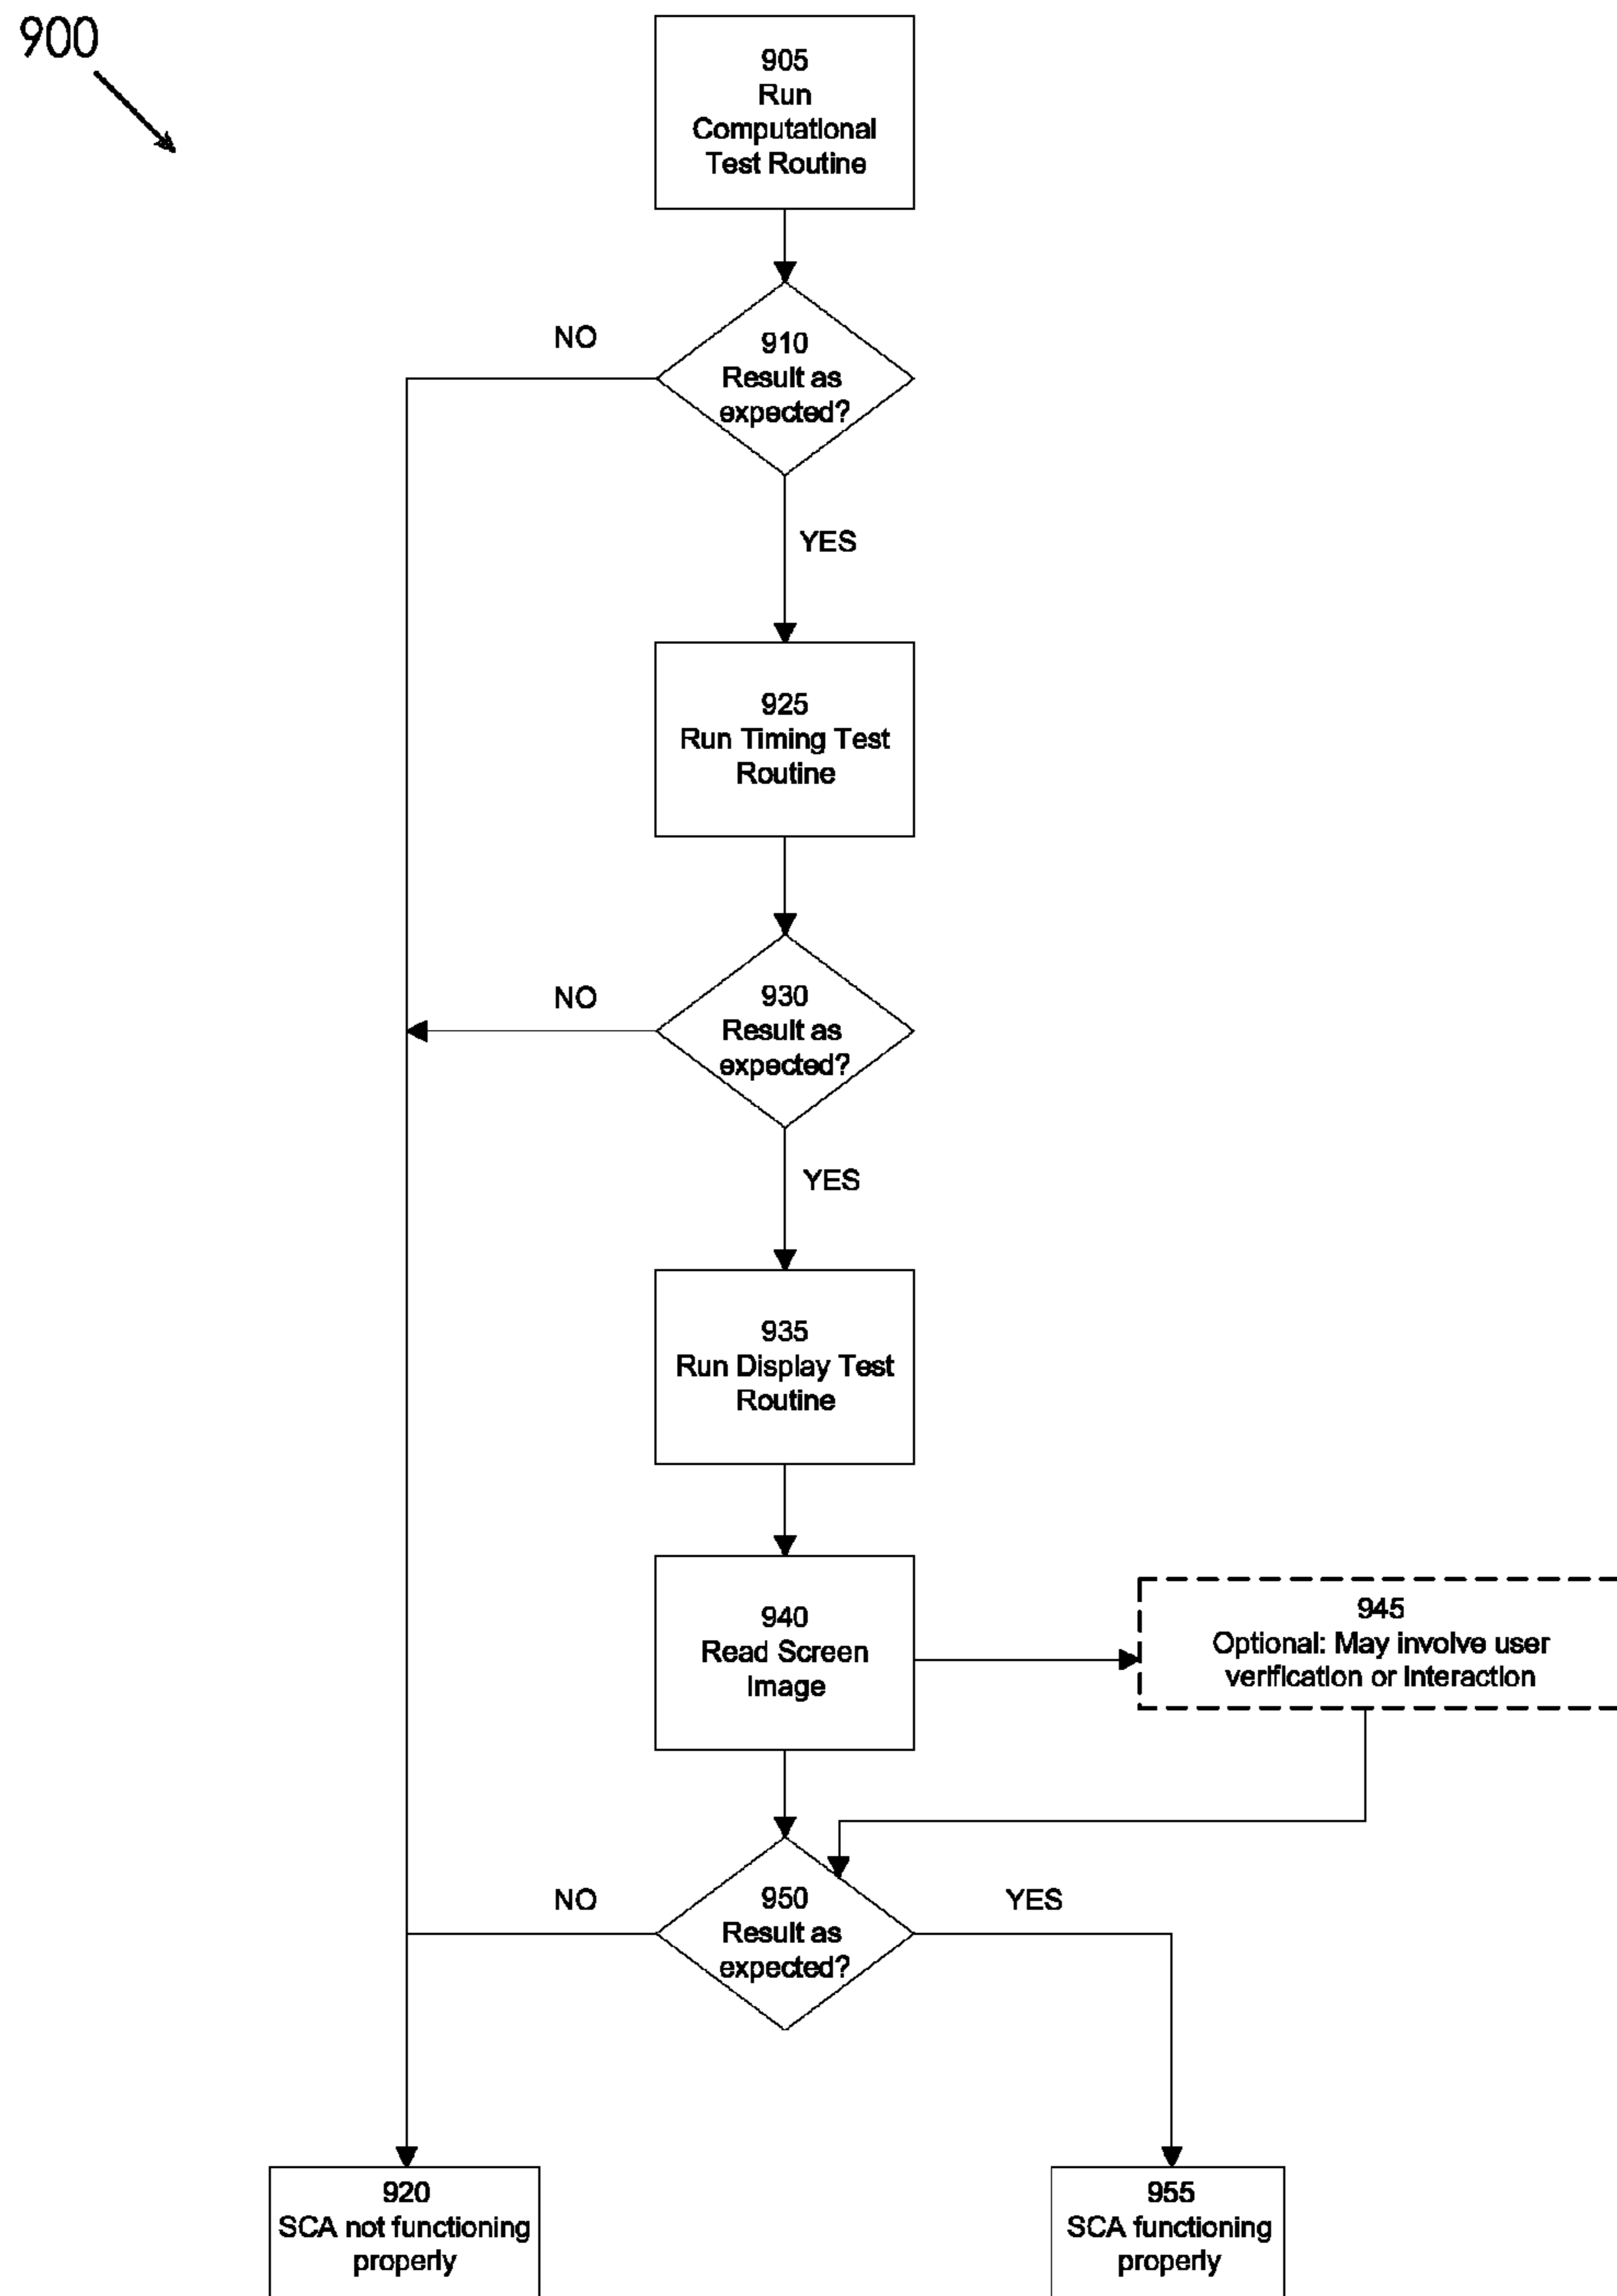 900
905
Run
Computational
Test Routine
NO
910
Result as
expected?
YES
925
Run Timing Test
Routine
NO
930
Result as
expected?
YES
935
Run Display Test
Routine
940
Read Screen
Image
945
Optional: May involve user
verification or interaction
NO
950
Result as
expected?
YES
920
SCA not functioning
properly
955
SCA functioning
properly